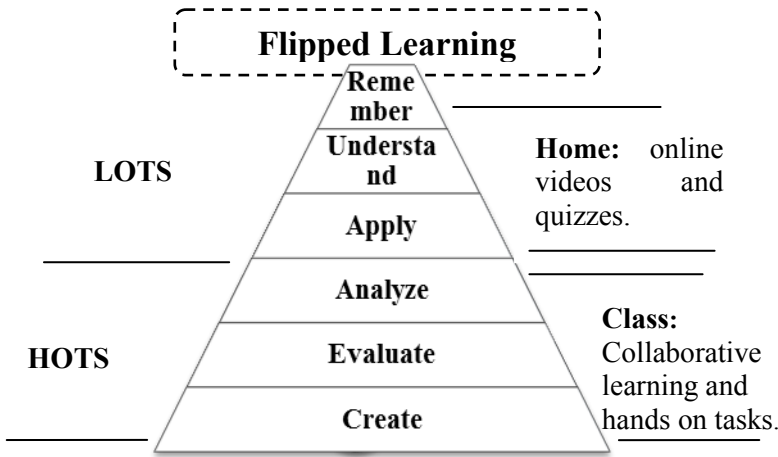 Flipped Learning
Reme
mber
Understa
nd
LOTS
Home: online
videos and
quizzes.
Apply
Analyze
Class:
Collaborative
learning and
hands on tasks.
HOTS
Evaluate
Create